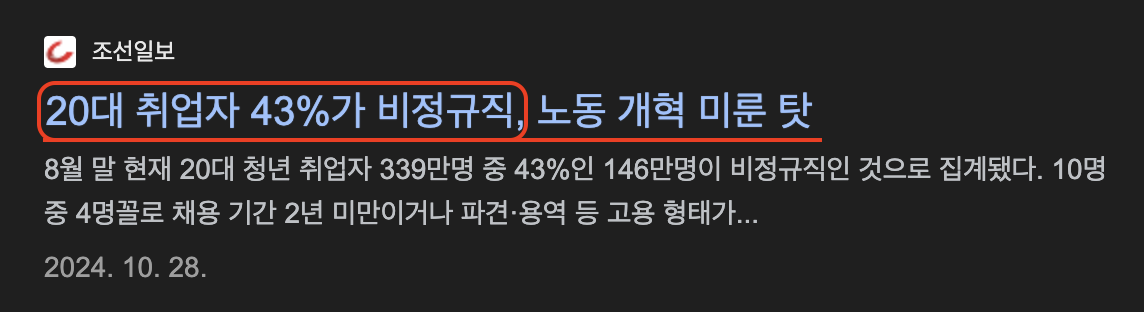 조선일보
20대 취업자 43%가 비정규직, 노동 개혁 미룬 탓
8월 말 현재 20대 청년 취업자 339만명 중 43%인 146만명이 비정규직인 것으로 집계됐다. 10명
중 4명꼴로 채용 기간 2년 미만이거나 파견·용역 등 고용 형태가...
2024. 10. 28.